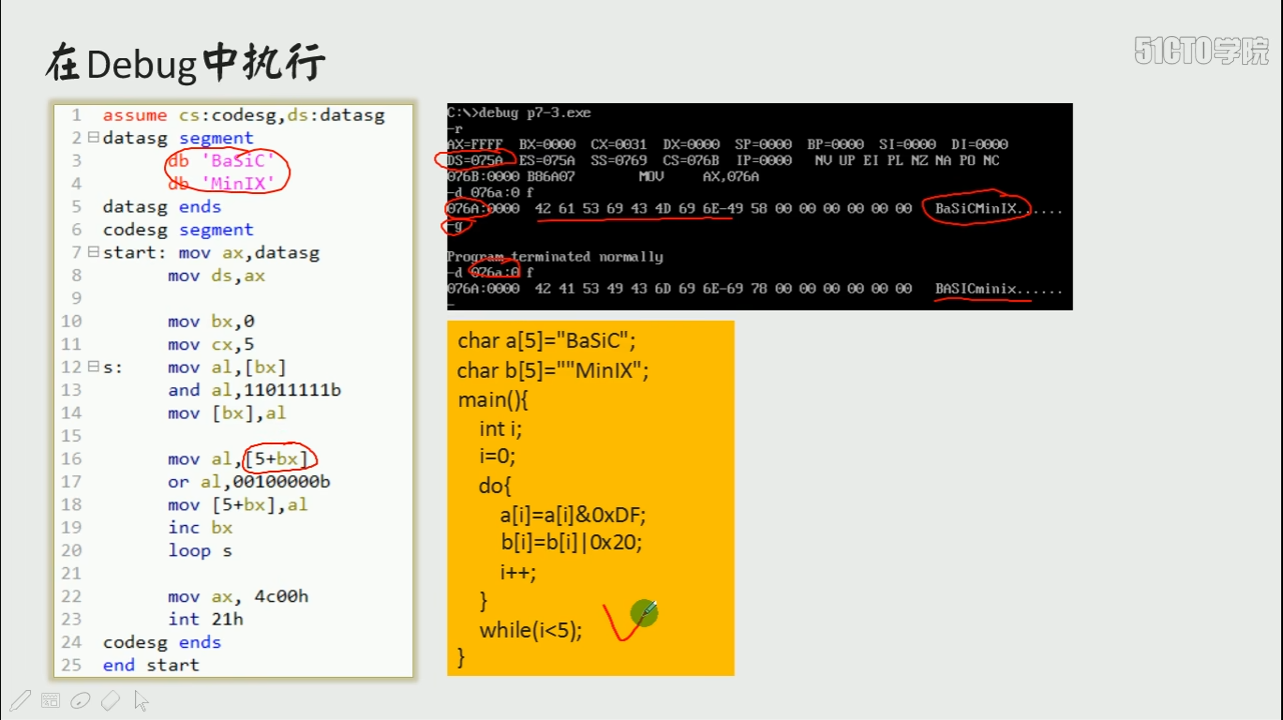 在Debug中执行
51CTO学院
1 assume cs:codesg,ds:datasg
2 datasg segment
3 db 'BaSiC'
4 db 'MinIX'
5 datasg ends
6 codesg segment
7 start: mov ax,datasg
8 mov ds,ax
9
10 mov bx,0
11 mov cx,5
12 s: mov al,[bx]
13 and al,11011111b
14 mov [bx],al
15
16 mov al,[5+bx]
17 or al,00100000b
18 mov [5+bx],al
19 inc bx
20 loop s
21
22 mov ax, 4c00h
23 int 21h
24 codesg ends
25 end start
C:\>debug p7-3.exe
-r
AX=FFFF BX=0000 CX=0031 DX=0000 SP=0000 BP=0000 SI=0000 DI=0000
DS=075A ES=075A SS=0769 CS=076B IP=0000 NV UP EI PL NZ NA PO NC
076B:0000 B86A07 MOV AX,076A
-d 076a:0 f
076A:0000 42 61 53 69 43 4D 69 6E-49 58 00 00 00 00 00 00 BaSiCMinIX......
-g
Program terminated normally
-d 076a:0 f
076A:0000 42 41 53 49 43 6D 69 6E-69 78 00 00 00 00 00 00 BASICminix......
-
char a[5]="BaSiC";
char b[5]=""MinIX";
main(){
int i;
i=0;
do{
a[i]=a[i]&0xDF;
b[i]=b[i]|0x20;
i++;
}
while(i<5);
}